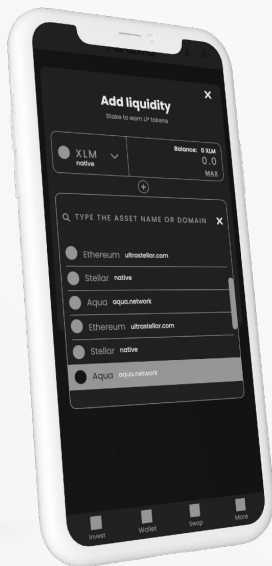 Add liquidity
Stake to earn LP tokens
XLM
native
Balance: 0 XLM
0.0
MAX
TYPE THE ASSET NAME OR DOMAIN
Ethereum ultrastellar.com
Stellar native
Aqua aqua.network
Ethereum ultrastellar.com
Stellar native
Aqua aqua.network
Invest
Wallet
Swap
More